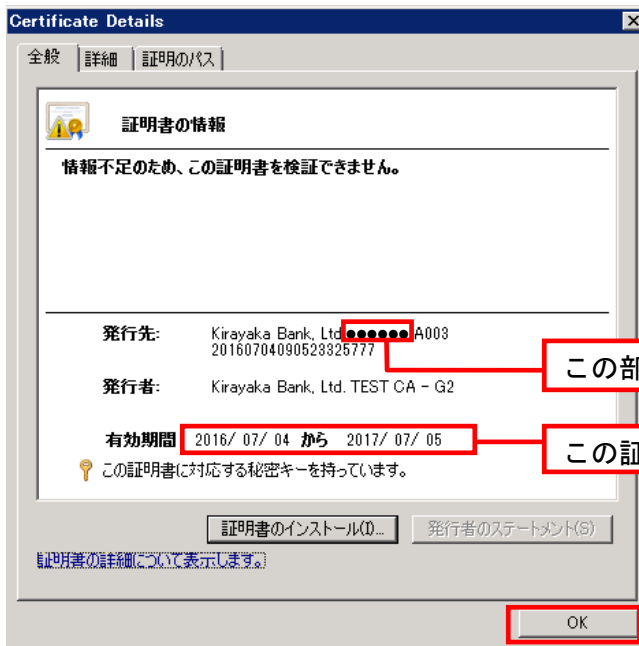 Certificate Details
全般 詳細 証明のパス
証明書の情報
情報不足のため、この証明書を検証できません。
発行先: Kirayaka Bank, Ltd●●●●●●A003
20160704090523325777
この部
発行者: Kirayaka Bank, Ltd. TEST CA - G2
有効期間 2016/ 07/ 04 から 2017/ 07/ 05
この証
この証明書に対応する秘密キーを持っています。
証明書のインストール(I)... 発行者のステートメント(S)
証明書の詳細について表示します。
OK